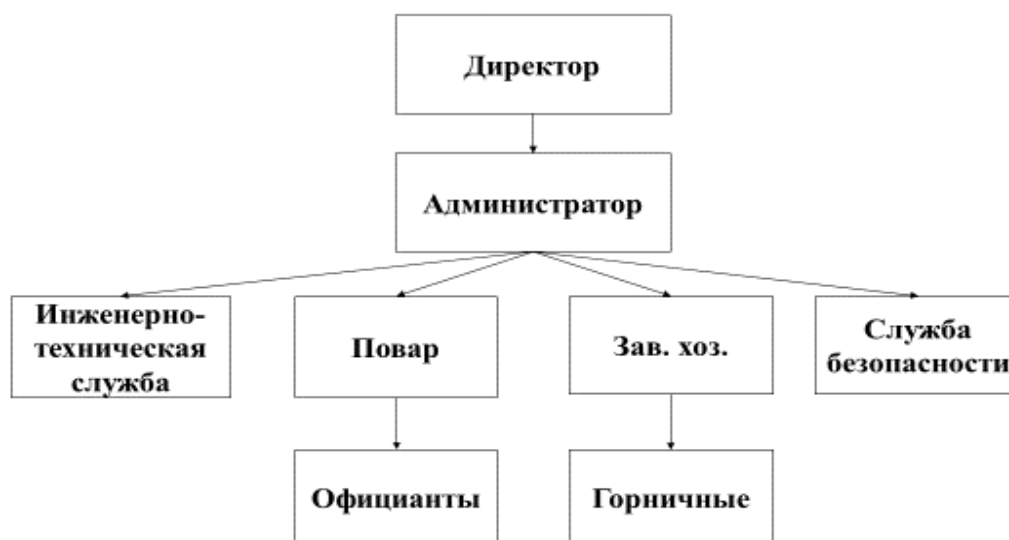 Директор
Администратор
Инженерно-
техническая
служба
Повар
Зав. хоз.
Служба
безопасности
Официанты
Горничные